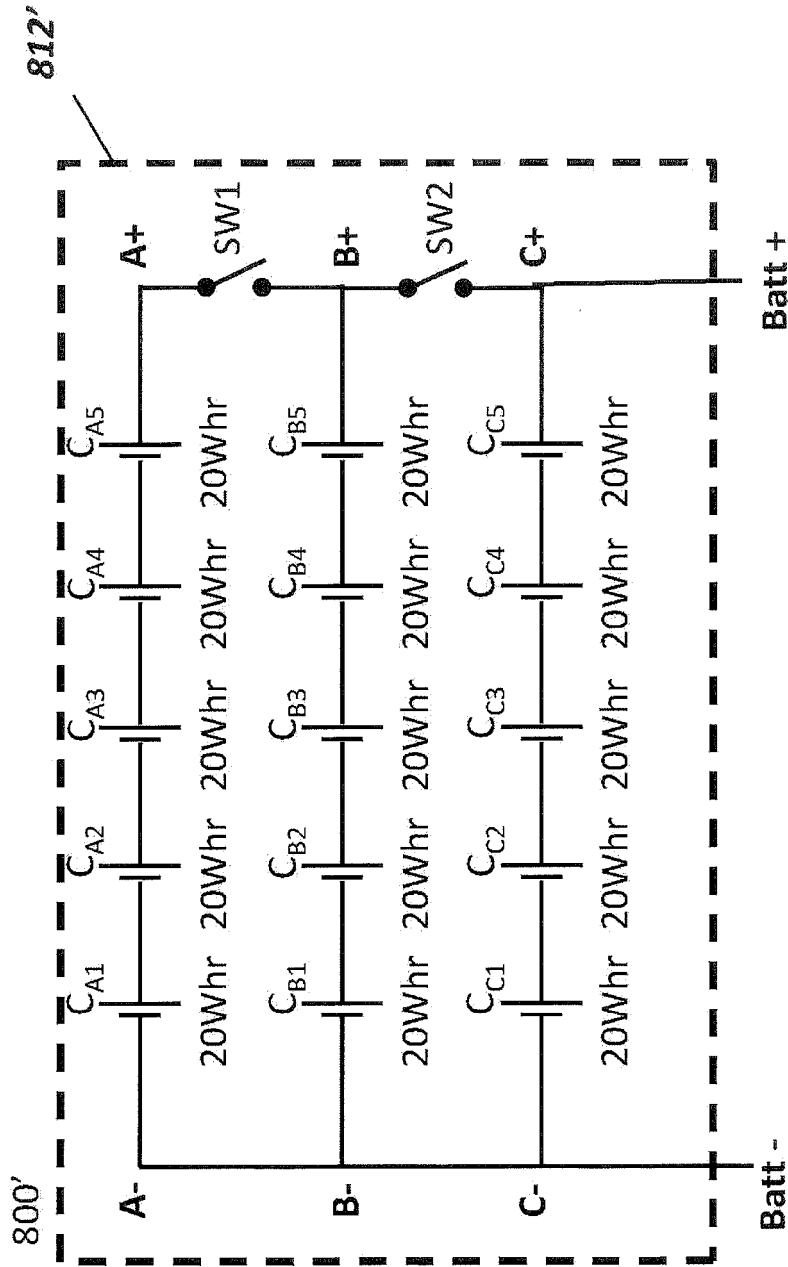 800'
812'
A-
A+
C_A1
C_A2
C_A3
C_A4
C_A5
20Whr 20Whr 20Whr 20Whr 20Whr
SW1
B-
B+
C_B1
C_B2
C_B3
C_B4
C_B5
20Whr 20Whr 20Whr 20Whr 20Whr
SW2
C-
C+
C_C1
C_C2
C_C3
C_C4
C_C5
20Whr 20Whr 20Whr 20Whr 20Whr
Batt -
Batt +